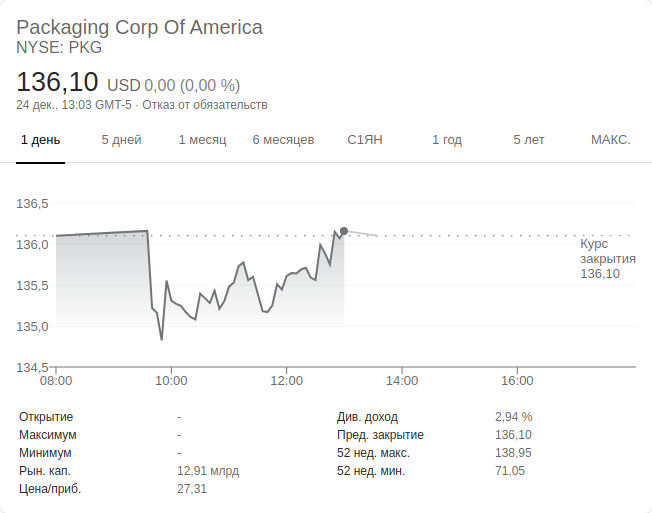 Packaging Corp Of America
NYSE: PKG
136,10 USD 0,00 (0,00 %)
24 дек., 13:03 GMT-5 · Отказ от обязательств
1 день 5 дней 1 месяц 6 месяцев С1ЯН 1 год 5 лет МАКС.
136,5
136,0
135,5
135,0
134,5
Курс
закрытия
136,10
08:00 10:00 12:00 14:00 16:00
Открытие - Див. доход 2,94 %
Максимум - Пред. закрытие 136,10
Минимум - 52 нед. макс. 138,95
Рын. кап. 12,91 млрд 52 нед. мин. 71,05
Цена/приб. 27,31